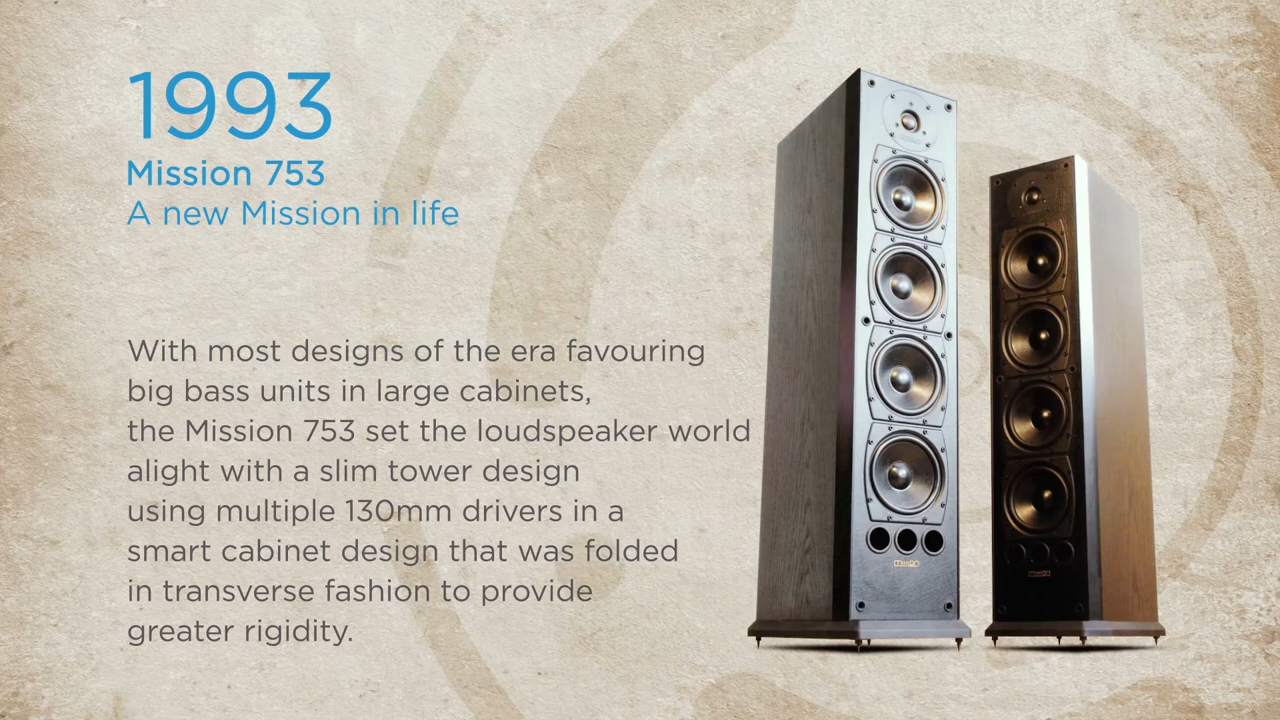 1993
Mission 753
A new Mission in life
With most designs of the era favouring
big bass units in large cabinets,
the Mission 753 set the loudspeaker world
alight with a slim tower design
using multiple 130mm drivers in a
smart cabinet design that was folded
in transverse fashion to provide
greater rigidity.
mission
mission